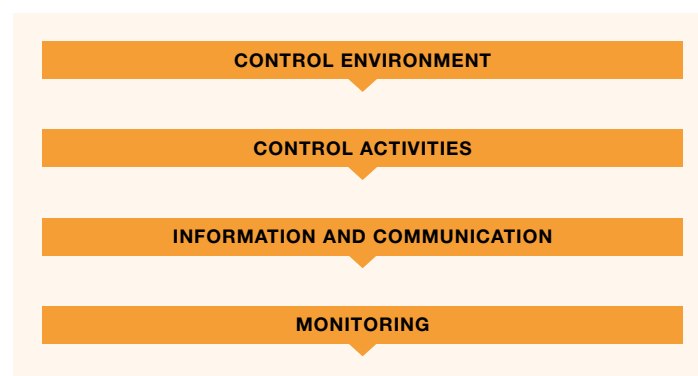 CONTROL ENVIRONMENT
CONTROL ACTIVITIES
INFORMATION AND COMMUNICATION
MONITORING